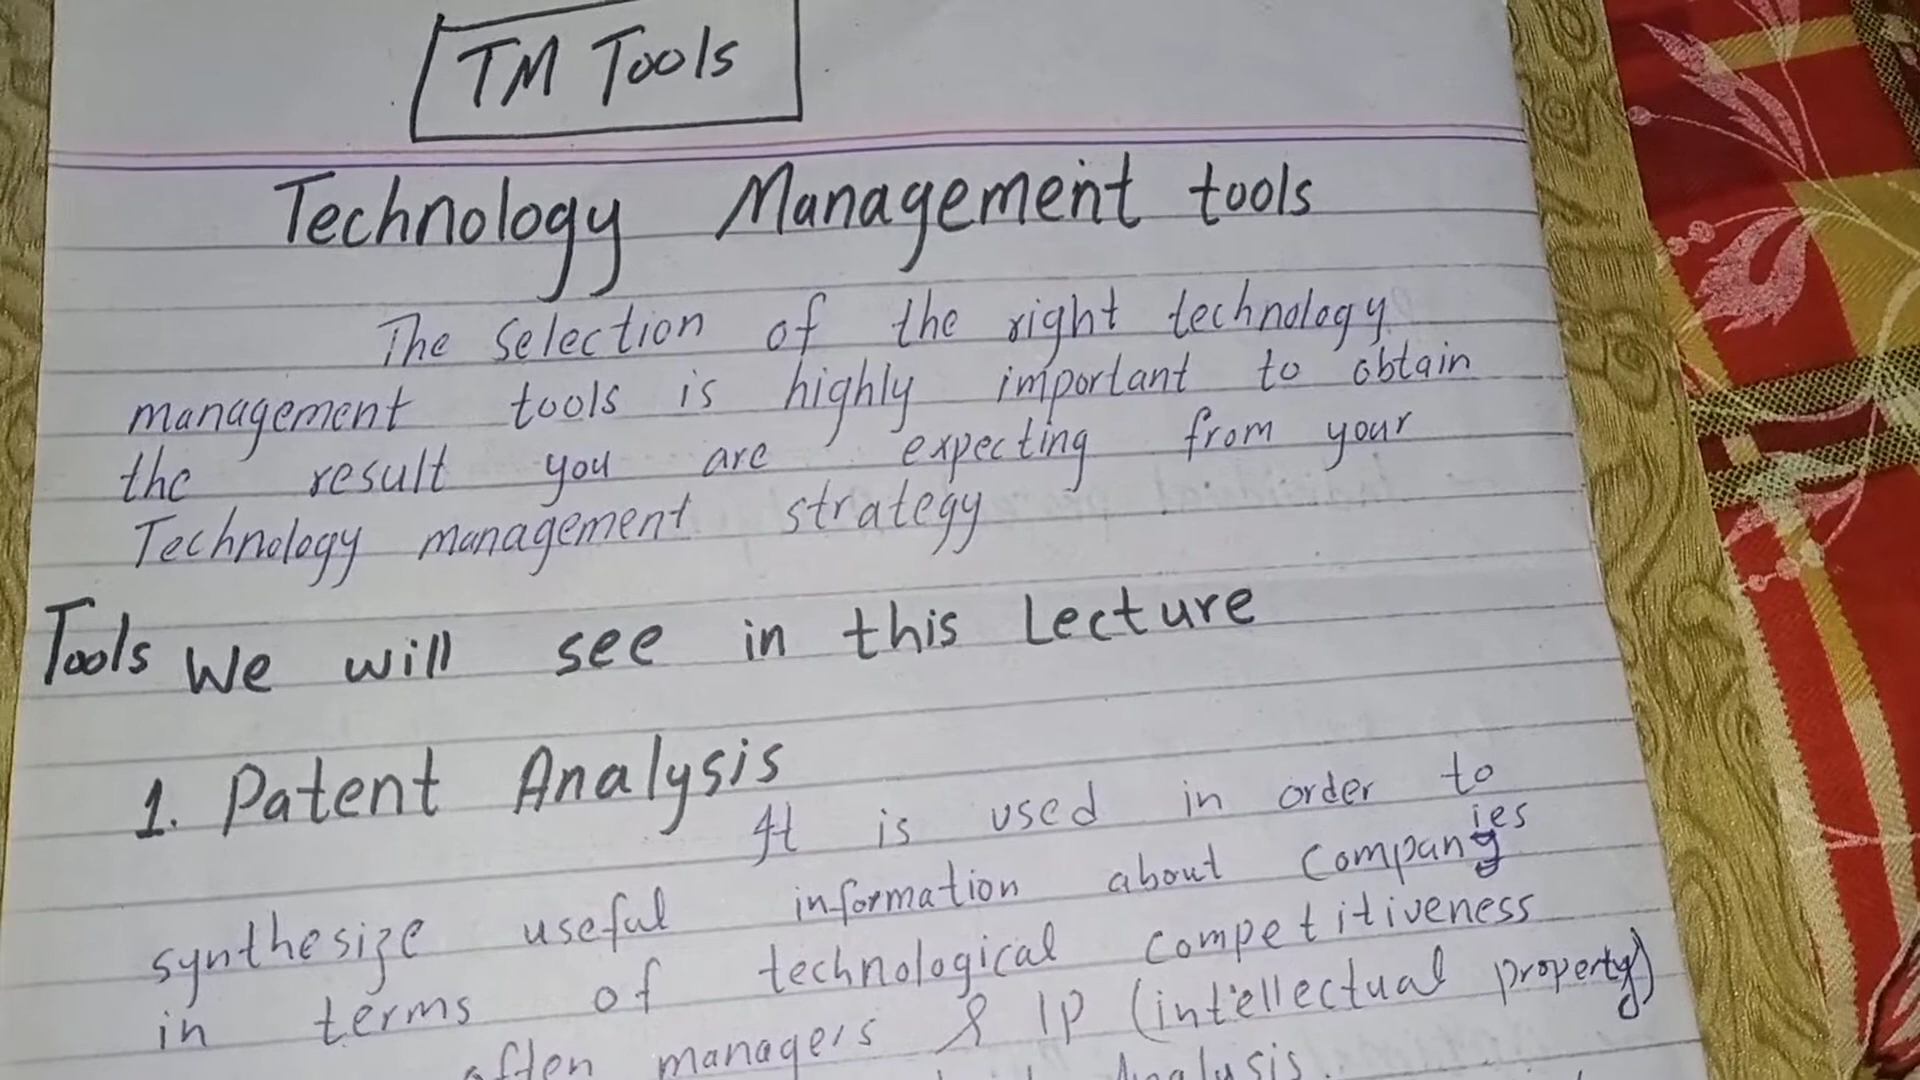 TM Tools
Technology Management tools
The selection of the right technology
management tools is highly important to obtain
the result you are expecting from your
Technology management strategy
Tools We will see in this Lecture
1. Patent Analysis
It is used in order to
synthesize useful information about Companies
in terms of technological competitiveness
often managers & IP (intellectual property)
Analysis.